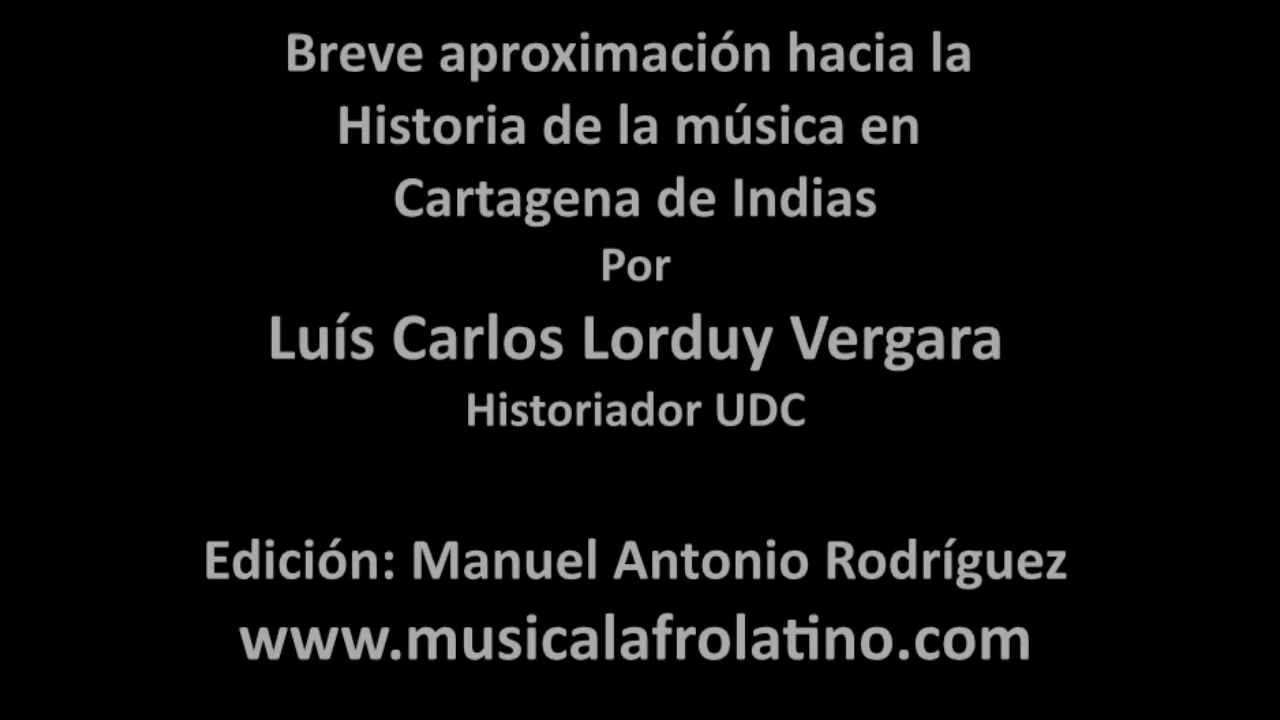 Breve aproximación hacia la
Historia de la música en
Cartagena de Indias
Por
Luís Carlos Lorduy Vergara
Historiador UDC
Edición: Manuel Antonio Rodríguez
www.musicalafrolatino.com